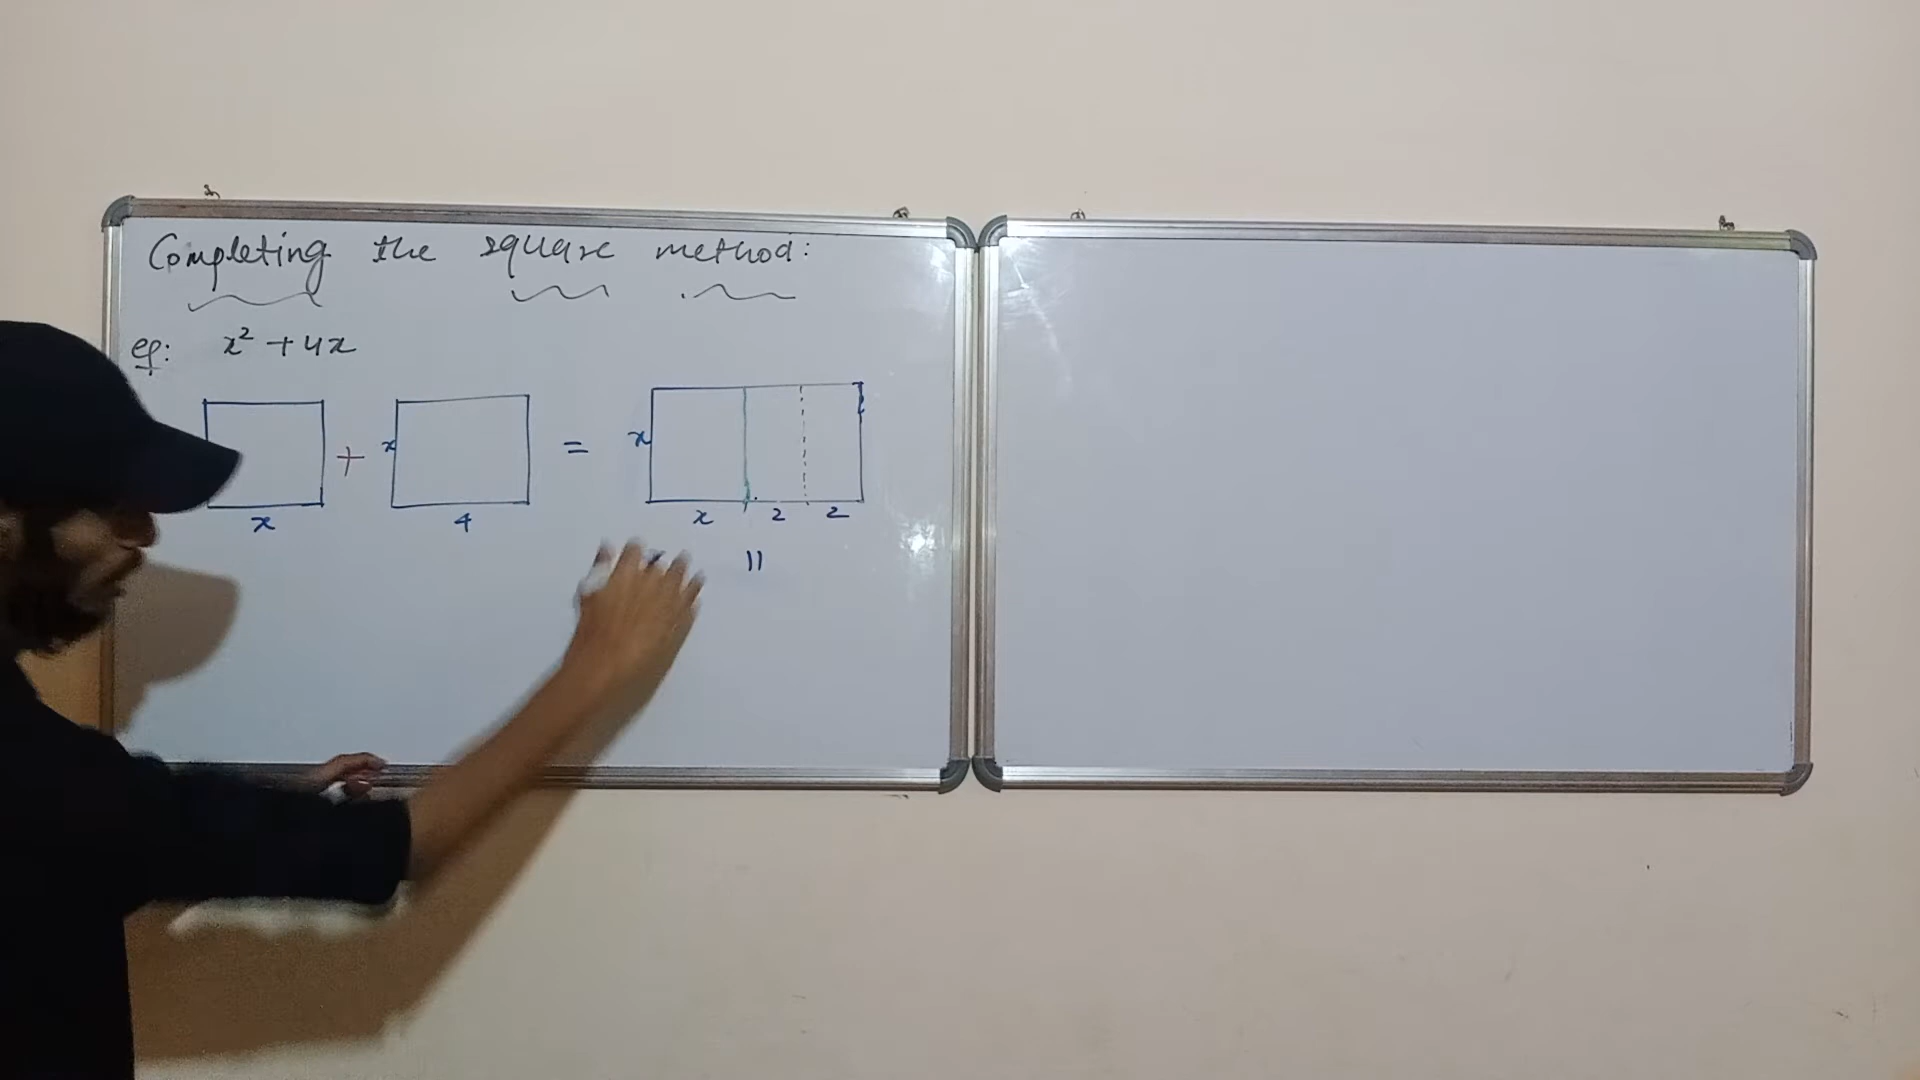 Completing the square method:
eg: x² + 4x
x + x = x
x 4 x 2 2
||